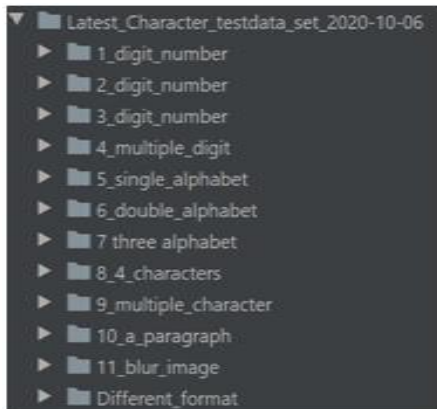 Latest_Character_testdata_set_2020-10-06
1_digit_number
2_digit_number
3_digit_number
4_multiple_digit
5_single_alphabet
6_double_alphabet
7 three alphabet
8_4_characters
9_multiple_character
10_a_paragraph
11_blur_image
Different_format